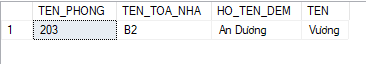 TEN_PHONG TEN_TOA_NHA HO_TEN_DEM TEN
1 203 B2 An Dương Vương